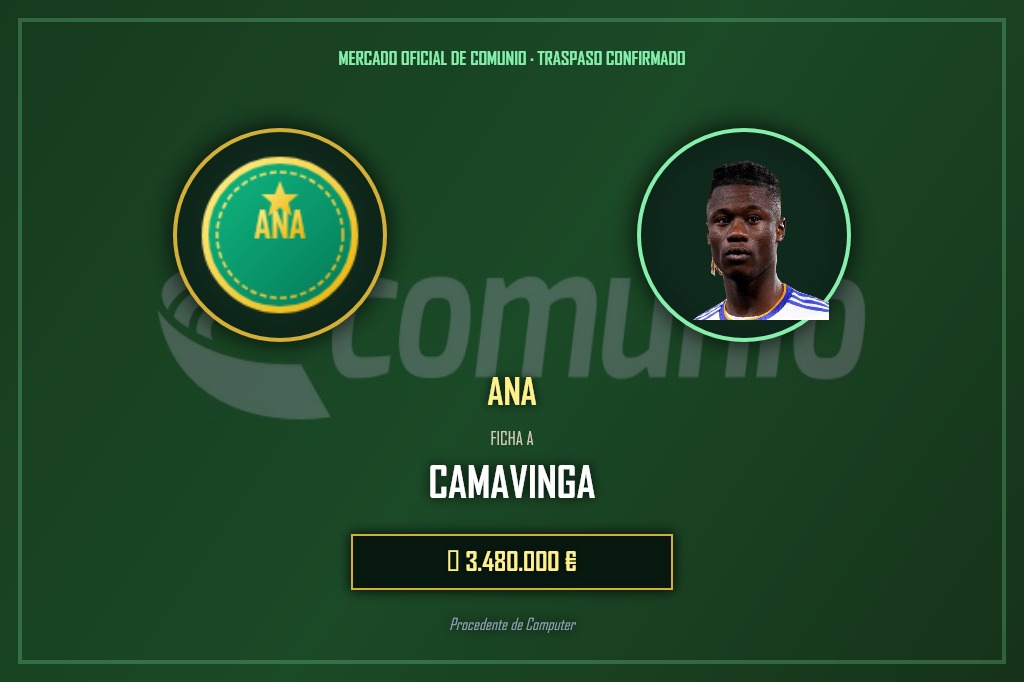 MERCADO OFICIAL DE COMUNIO · TRASPASO CONFIRMADO
ANA
comunio
ANA
FICHA A
CAMAVINGA
3.480.000 €
Procedente de Computer